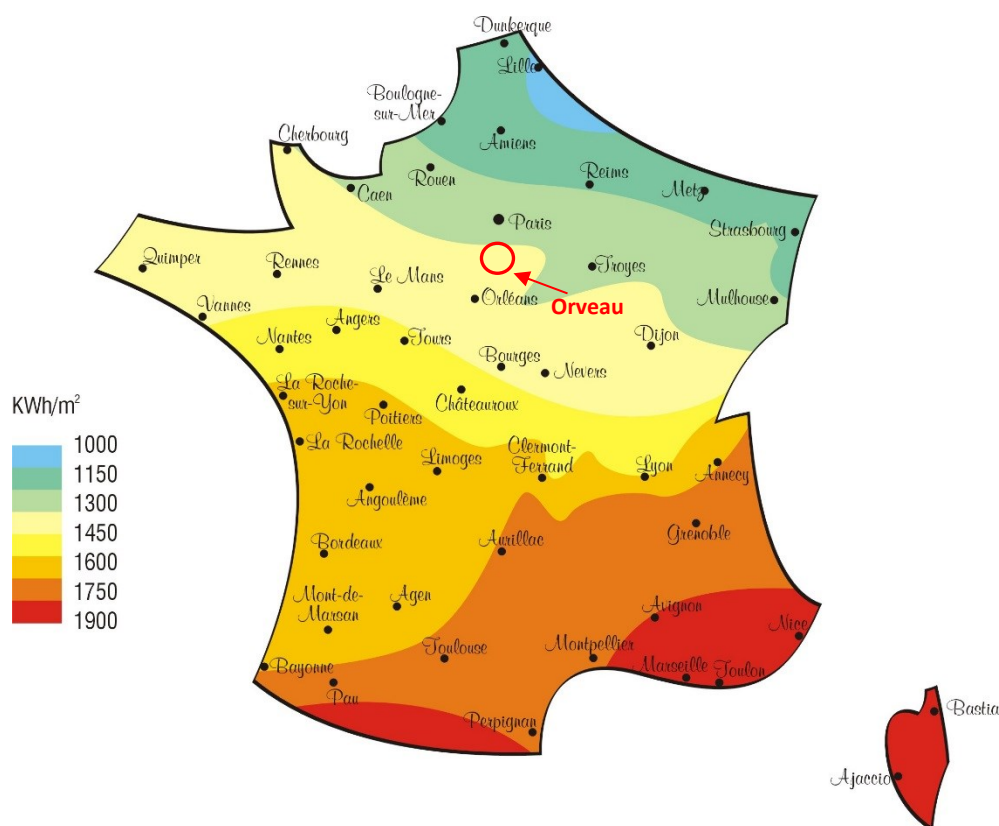 Dunkerque
Lille
Boulogne-
sur-Mer
Amiens
Cherbourg
Rouen
Reims
Metz
Caen
Paris
Strasbourg
Quimper
Rennes
Le Mans
Troyes
Orléans
Orveau
Mulhouse
Vannes
Angers
Nantes
Tours
Dijon
Bourges
Nevers
La Roche-
sur-Yon
Châteauroux
Poitiers
KWh/m²
1000
1150
1300
1450
1600
1750
1900
La Rochelle
Limoges
Clermont-
Ferrand
Lyon
Annecy
Angoulême
Grenoble
Bordeaux
Aurillac
Mont-de-
Marsan
Agen
Avignon
Nice
Toulouse
Montpellier
Bayonne
Marseille
Toulon
Pau
Perpignan
Bastia
Ajaccio